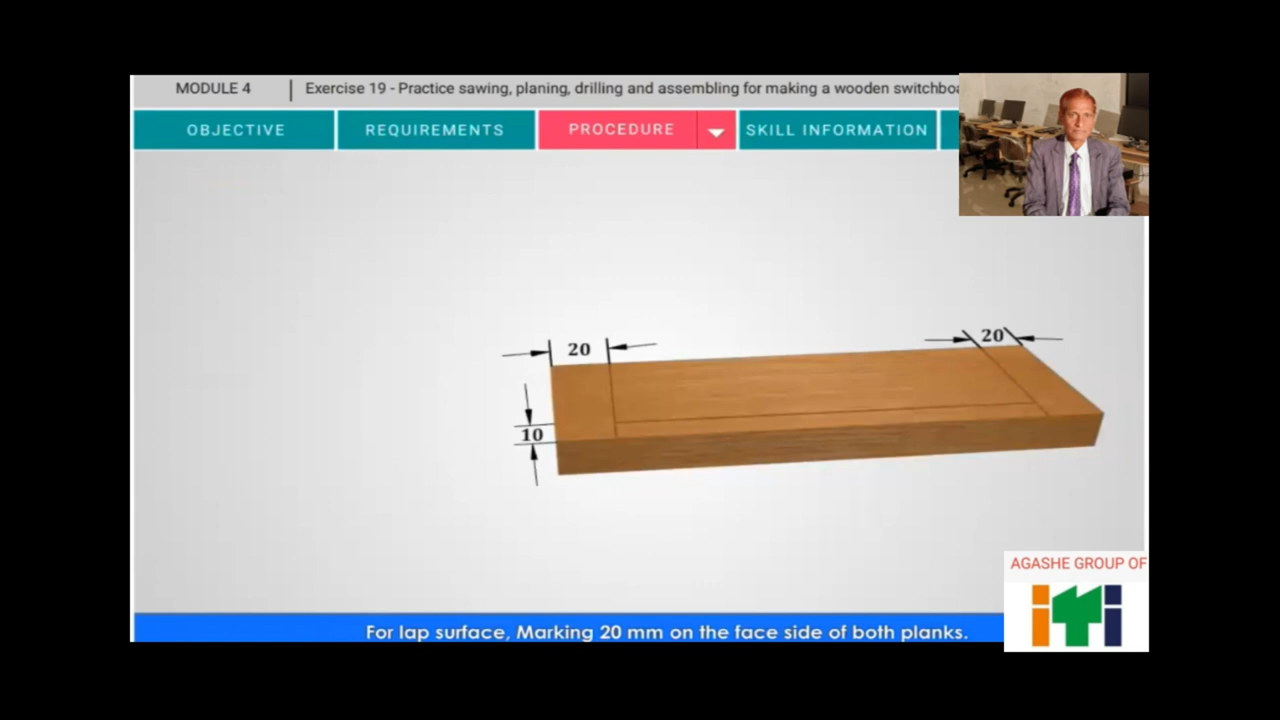 MODULE 4
Exercise 19 - Practice sawing, planing, drilling and assembling for making a wooden
OBJECTIVE
REQUIREMENTS
PROCEDURE
SKILL INFORMATION
20
20
10
AGASHE GROUP OF
iTi
For lap surface, Marking 20 mm on the face side of both planks.